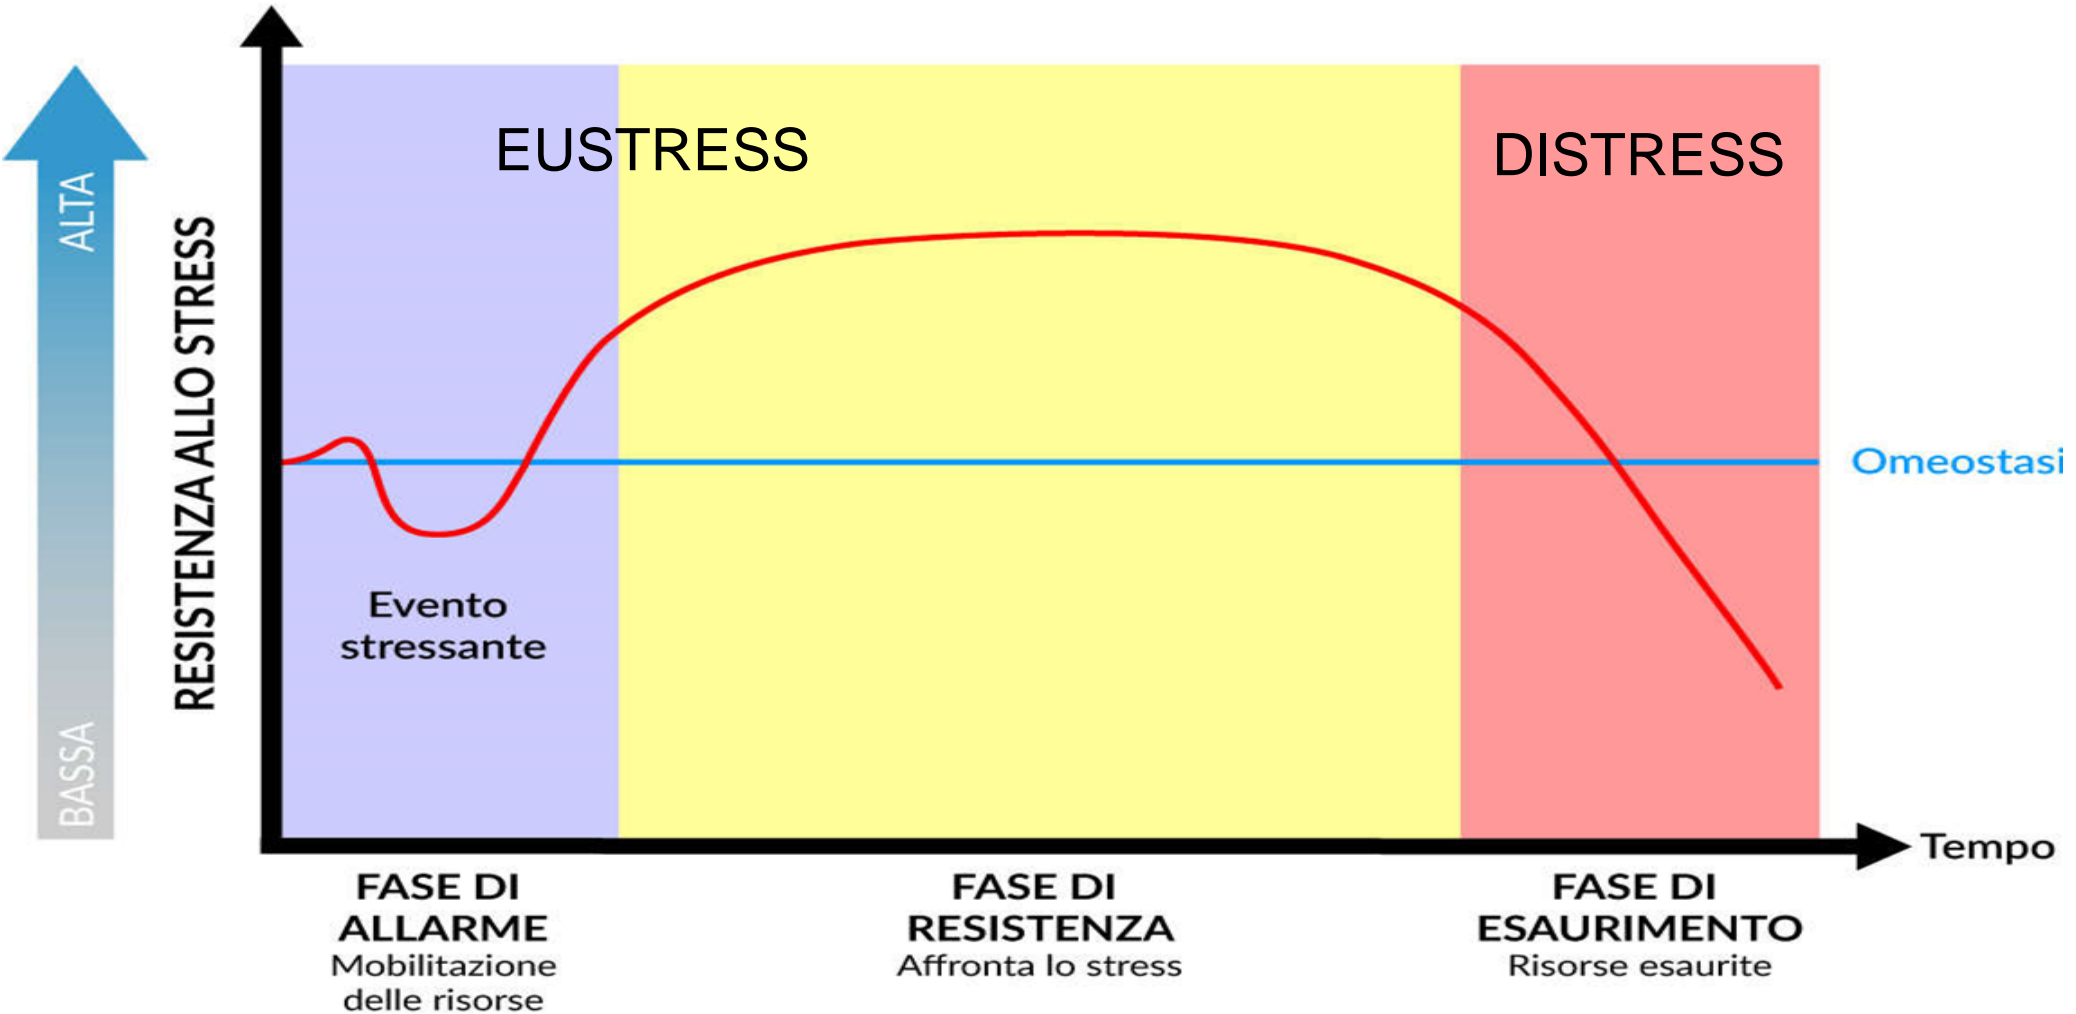 EUSTRESS
DISTRESS
ALTA
BASSA
RESISTENZA ALLO STRESS
Evento
stressante
Omeostasi
Tempo
FASE DI
ALLARME
Mobilitazione
delle risorse
FASE DI
RESISTENZA
Affronta lo stress
FASE DI
ESAURIMENTO
Risorse esaurite